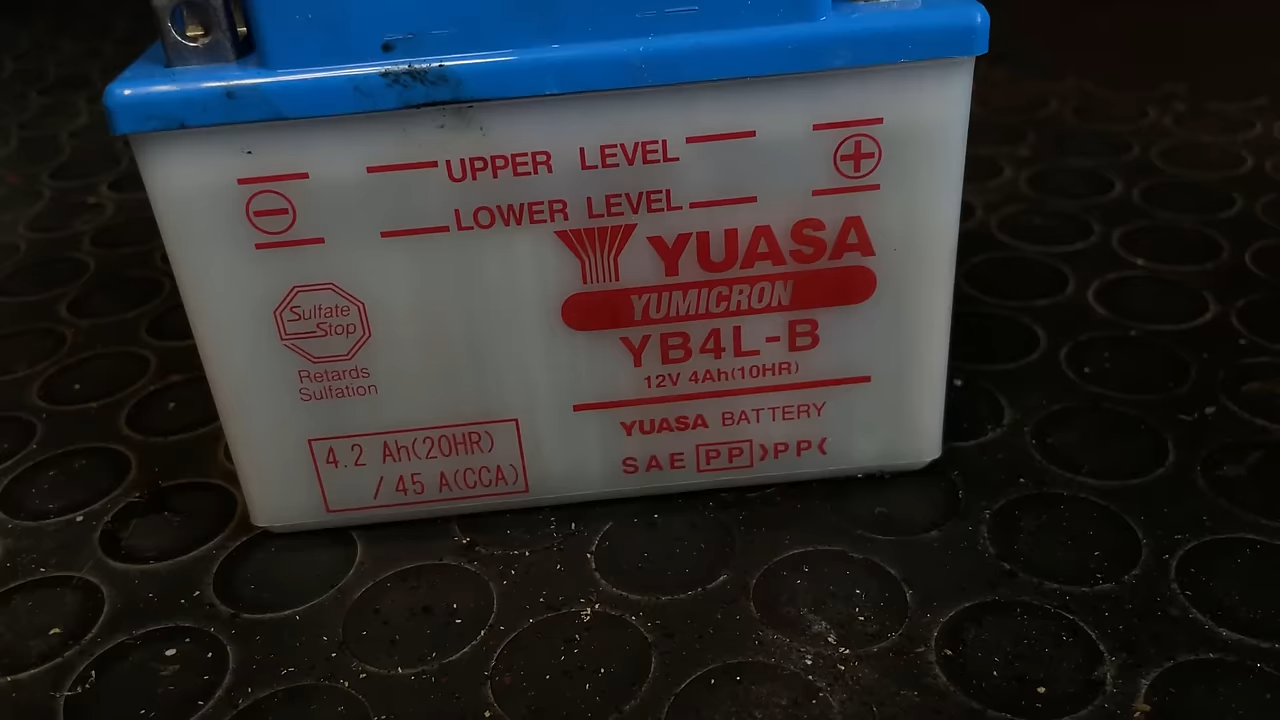 UPPER LEVEL
LOWER LEVEL
YUASA
YUMICRON
YB4L-B
12V 4Ah(10HR)
Sulfate
Stop
Retards
Sulfation
YUASA BATTERY
4.2 Ah(20HR)
/ 45 A(CCA)
SAE PP >PP<